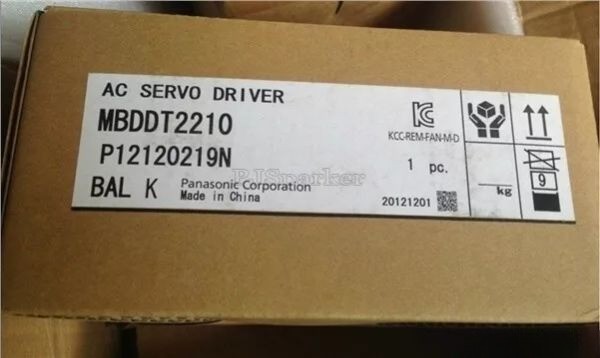 AC SERVO DRIVER
MBDDT2210
P12120219N
BAL K
Panasonic Corporation
Made in China
KC
KCC-REM-FAN-M-D
1 pc.
20121201
kg
9
PJSparker